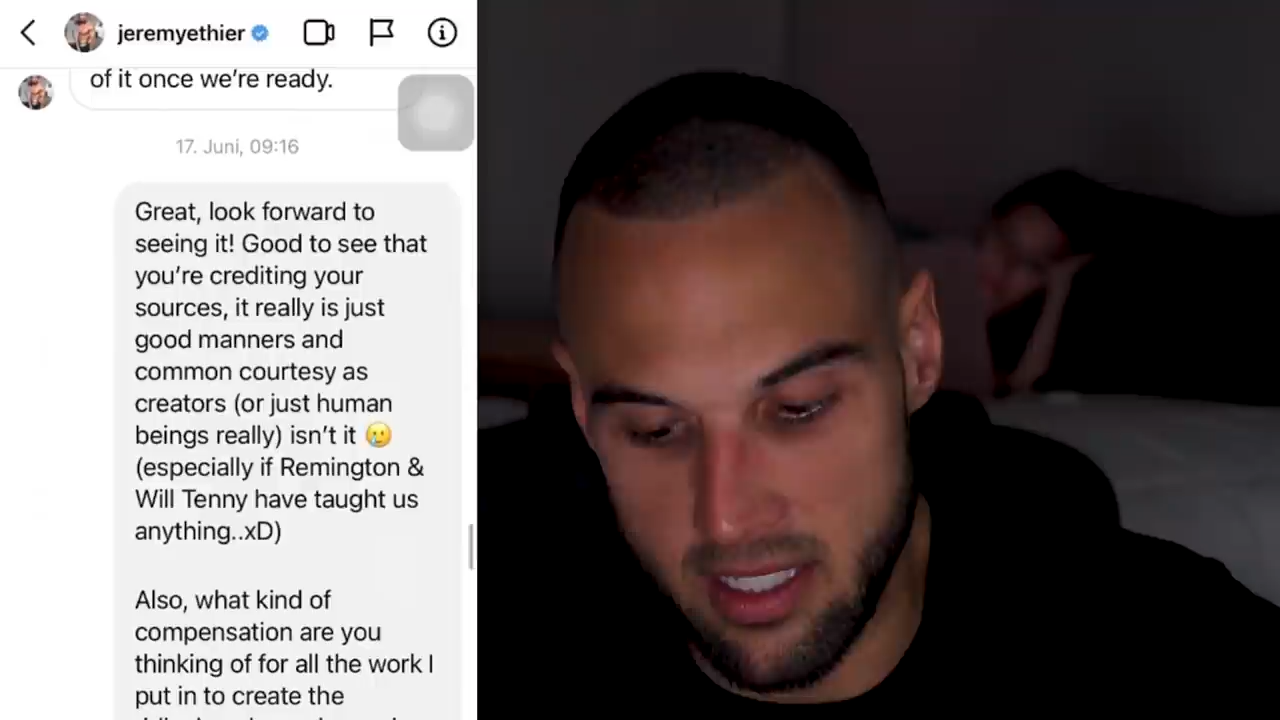 jeremyethier
of it once we're ready.
17. Juni, 09:16
Great, look forward to
seeing it! Good to see that
you're crediting your
sources, it really is just
good manners and
common courtesy as
creators (or just human
beings really) isn't it 🥲
(especially if Remington &
Will Tenny have taught us
anything..xD)
Also, what kind of
compensation are you
thinking of for all the work I
put in to create the